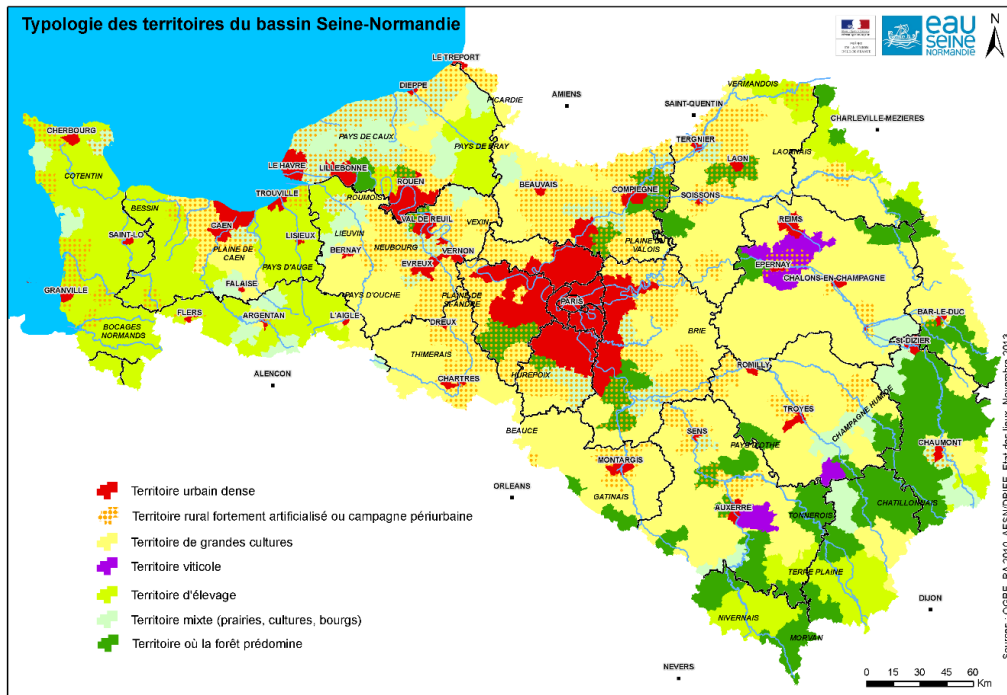 Typologie des territoires du bassin Seine-Normandie
eau
SEINE
NORMANDIE
N
LE TREPORT
DIEPPE
AMIENS
VERMANDOIS
PICARDIE
SAINT-QUENTIN
CHARLEVILLE-MEZIERES
CHERBOURG
PAYS DE CAUX
TERGNIER
PAYS DE BRAY
LAONNAIS
LE HAVRE
LILLEBONNE
LAON
COTENTIN
ROUEN
BEAUVAIS
COMPIEGNE
TROUVILLE
ROUMOIS
SOISSONS
BESSIN
VAL DE REUIL
VEXIN
REIMS
CAEN
LIEUVIN
SAINT-LO
LISIEUX
NEUBOURG
PLAINE DU
VALOIS
PLAINE DE
CAEN
BERNAY
VERNON
EPERNAY
EVREUX
PAYS D'AUGE
CHALONS-EN-CHAMPAGNE
FALAISE
GRANVILLE
PAYS D'OUCHE
PLAINE DE
ST-ANDRE
PARIS
FLERS
ARGENTAN
L'AIGLE
BAR-LE-DUC
DREUX
BRIE
BOCAGES
NORMANDS
ST-DIZIER
THIMERAIS
ALENCON
HUREPOIX
ROMILLY
CHARTRES
CHAMPAGNE HUMIDE
TROYES
BEAUCE
SENS
PAYS D'OTHE
CHAUMONT
MONTARGIS
ORLEANS
GATINAIS
CHATILLONNAIS
AUXERRE
TONNEROIS
TERRE PLAINE
DIJON
NIVERNAIS
MORVAN
NEVERS
Territoire urbain dense
Territoire rural fortement artificialisé ou campagne périurbaine
Territoire de grandes cultures
Territoire viticole
Territoire d'élevage
Territoire mixte (prairies, cultures, bourgs)
Territoire où la forêt prédomine
0 15 30 45 60
Km